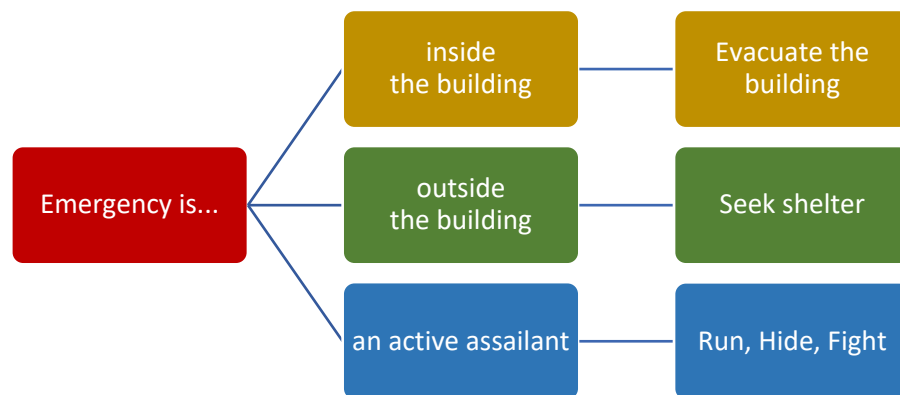 inside
the building
Evacuate the
building
Emergency is...
outside
the building
Seek shelter
an active assailant
Run, Hide, Fight